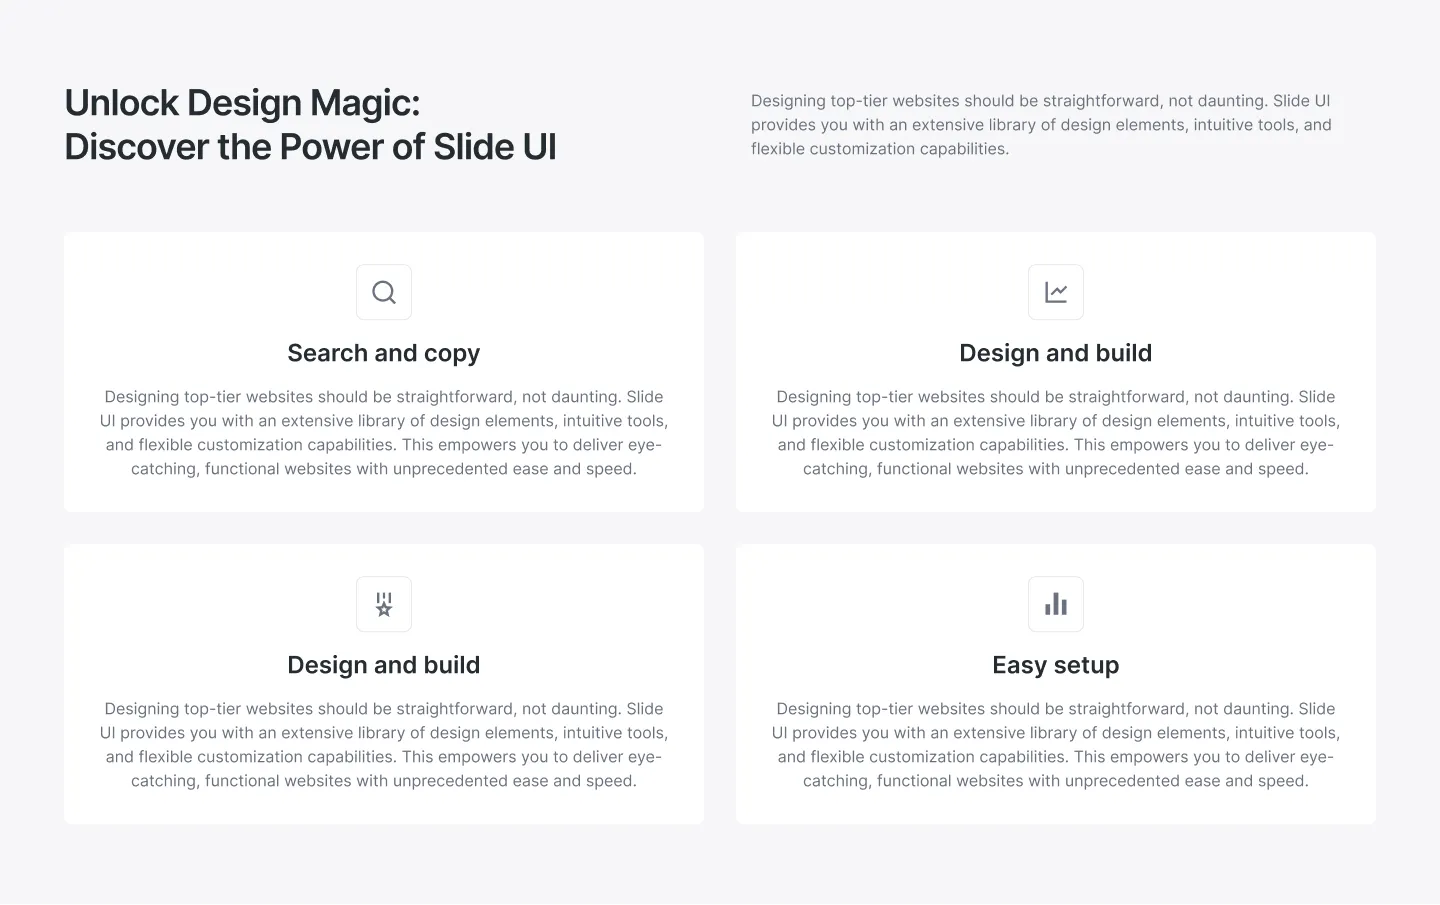 Unlock Design Magic:
Discover the Power of Slide UI
Designing top-tier websites should be straightforward, not daunting. Slide UI
provides you with an extensive library of design elements, intuitive tools, and
flexible customization capabilities.
Search and copy
Designing top-tier websites should be straightforward, not daunting. Slide
UI provides you with an extensive library of design elements, intuitive tools,
and flexible customization capabilities. This empowers you to deliver eye-
catching, functional websites with unprecedented ease and speed.
Design and build
Designing top-tier websites should be straightforward, not daunting. Slide
UI provides you with an extensive library of design elements, intuitive tools,
and flexible customization capabilities. This empowers you to deliver eye-
catching, functional websites with unprecedented ease and speed.
Design and build
Designing top-tier websites should be straightforward, not daunting. Slide
UI provides you with an extensive library of design elements, intuitive tools,
and flexible customization capabilities. This empowers you to deliver eye-
catching, functional websites with unprecedented ease and speed.
Easy setup
Designing top-tier websites should be straightforward, not daunting. Slide
UI provides you with an extensive library of design elements, intuitive tools,
and flexible customization capabilities. This empowers you to deliver eye-
catching, functional websites with unprecedented ease and speed.